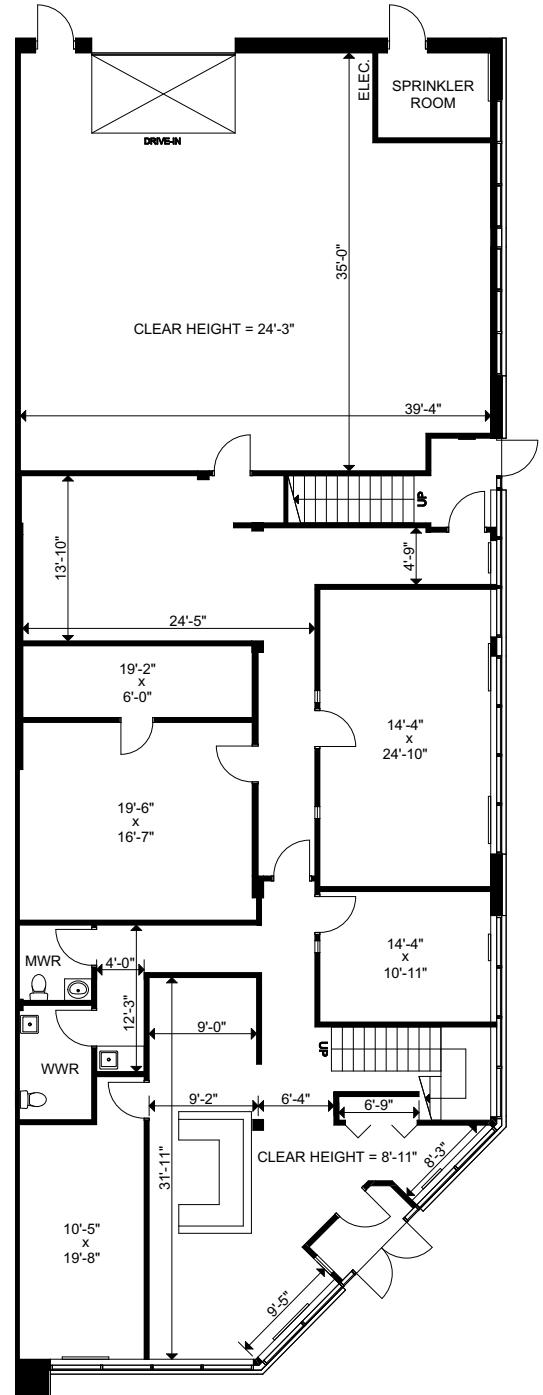 ELEC.
SPRINKLER
ROOM
DRIVE-IN
35'-0"
CLEAR HEIGHT = 24'-3"
39'-4"
UP
13'-10"
4'-9"
24'-5"
19'-2"
x
6'-0"
14'-4"
x
24'-10"
19'-6"
x
16'-7"
14'-4"
x
10'-11"
MWR
4'-0"
12'-3"
9'-0"
UP
WWR
9'-2"
6'-4"
6'-9"
31'-11"
CLEAR HEIGHT = 8'-11"
8'-3"
10'-5"
x
19'-8"
9'-5"